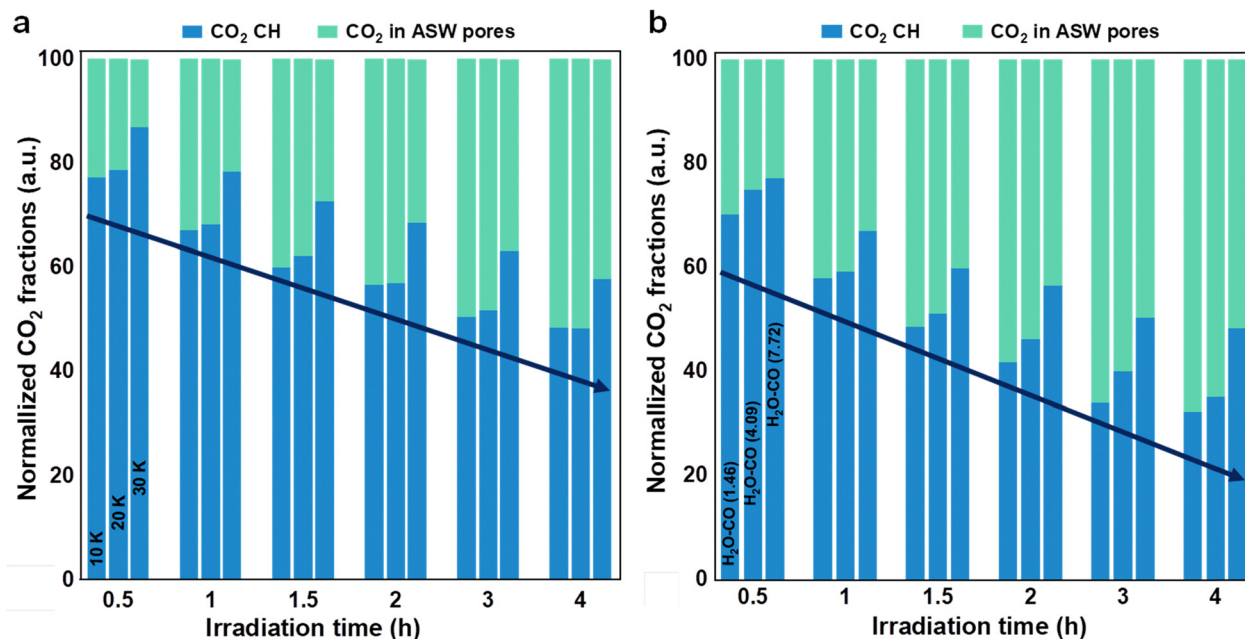 a
CO₂ CH CO₂ in ASW pores
Normallized CO₂ fractions (a.u.)
100
80
60
40
20
0
10 K
20 K
30 K
0.5 1 1.5 2 3 4
Irradiation time (h)
b
CO₂ CH CO₂ in ASW pores
Normallized CO₂ fractions (a.u.)
100
80
60
40
20
0
H₂O-CO (1.46)
H₂O-CO (4.09)
H₂O-CO (7.72)
0.5 1 1.5 2 3 4
Irradiation time (h)